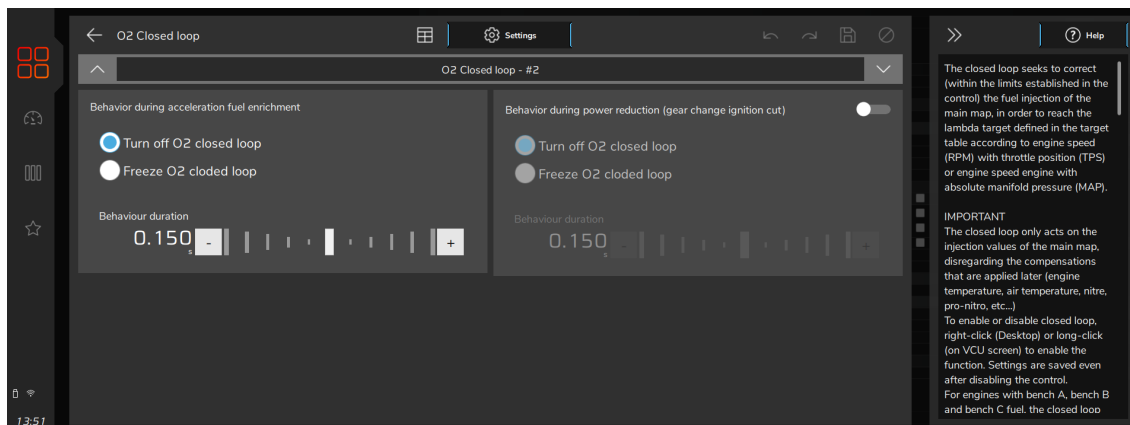 O2 Closed loop
Settings
Help
O2 Closed loop - #2
Behavior during acceleration fuel enrichment
Turn off O2 closed loop
Freeze O2 cloded loop
Behaviour duration
0.150
s
-
+
Behavior during power reduction (gear change ignition cut)
Turn off O2 closed loop
Freeze O2 cloded loop
Behaviour duration
0.150
s
-
+
The closed loop seeks to correct
(within the limits established in the
control) the fuel injection of the
main map, in order to reach the
lambda target defined in the target
table according to engine speed
(RPM) with throttle position (TPS)
or engine speed engine with
absolute manifold pressure (MAP).
IMPORTANT
The closed loop only acts on the
injection values of the main map,
disregarding the compensations
that are applied later (engine
temperature, air temperature, nitre,
pro-nitro, etc...)
To enable or disable closed loop,
right-click (Desktop) or long-click
(on VCU screen) to enable the
function. Settings are saved even
after disabling the control.
For engines with bench A, bench B
and bench C fuel, the closed loop
13:51